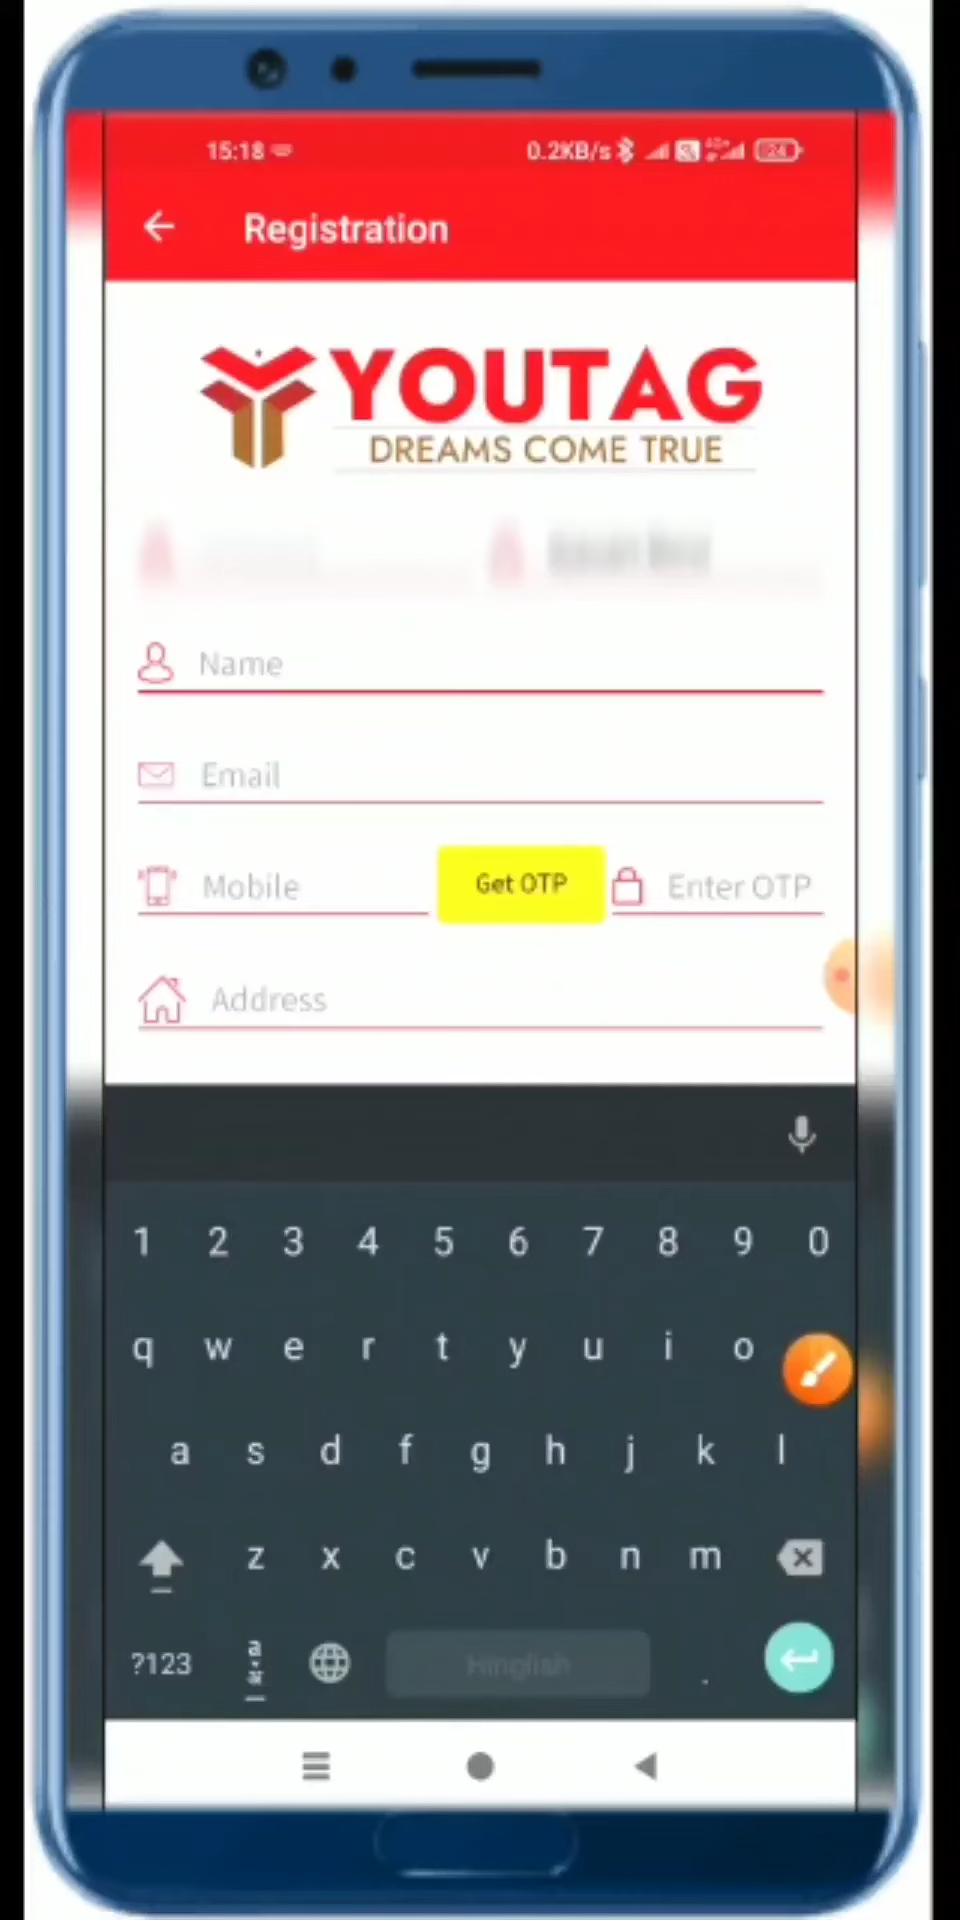 15:18
0.2KB/s
24
Registration
YOUTAG
DREAMS COME TRUE
Name
Email
Mobile
Get OTP
Enter OTP
Address
1 2 3 4 5 6 7 8 9 0
q w e r t y u i o
a s d f g h j k l
z x c v b n m
?123
Hinglish
.